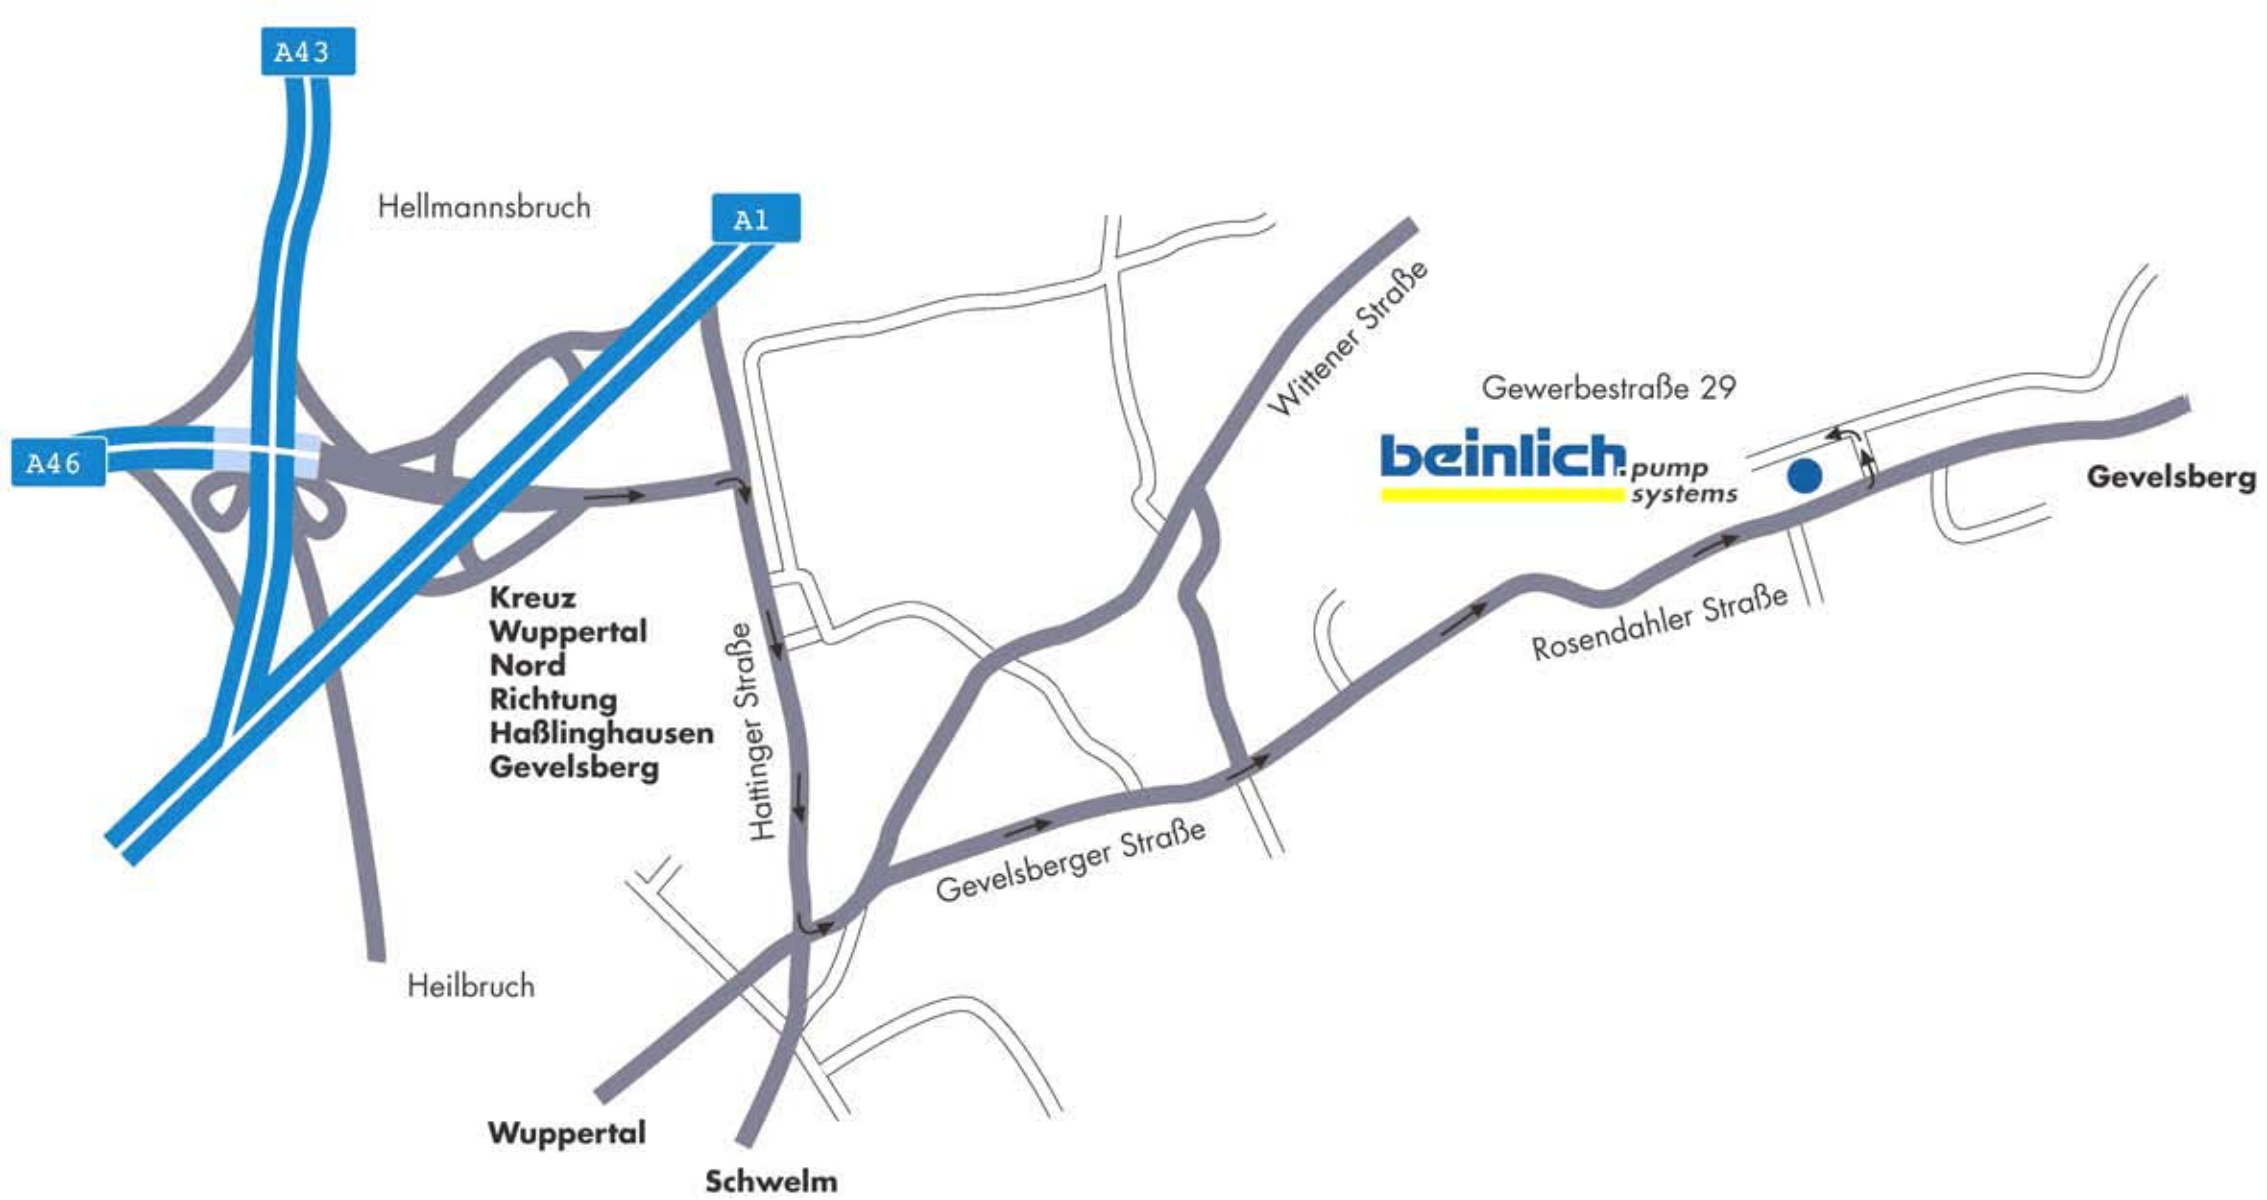 A43
Hellmannsbruch
A1
Wittener Straße
Gewerbestraße 29
beinlich pump
systems
A46
Gevelsberg
Kreuz
Wuppertal
Nord
Richtung
Haßlinghausen
Gevelsberg
Hattinger Straße
Rosendahler Straße
Gevelsberger Straße
Heilbruch
Wuppertal
Schwelm